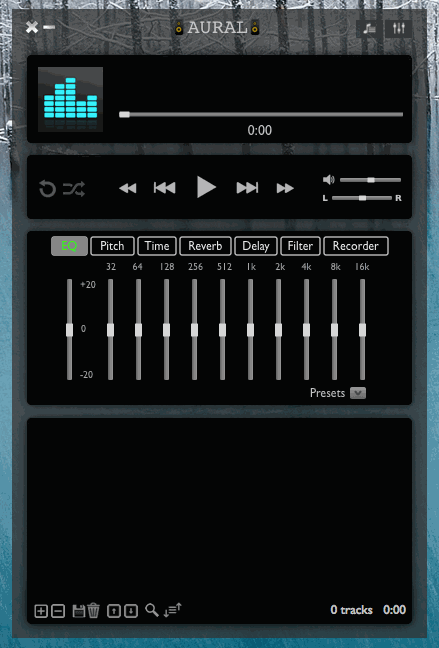 AURAL
0:00
L R
EQ Pitch Time Reverb Delay Filter Recorder
32 64 128 256 512 1k 2k 4k 8k 16k
+20
0
-20
Presets
0 tracks 0:00